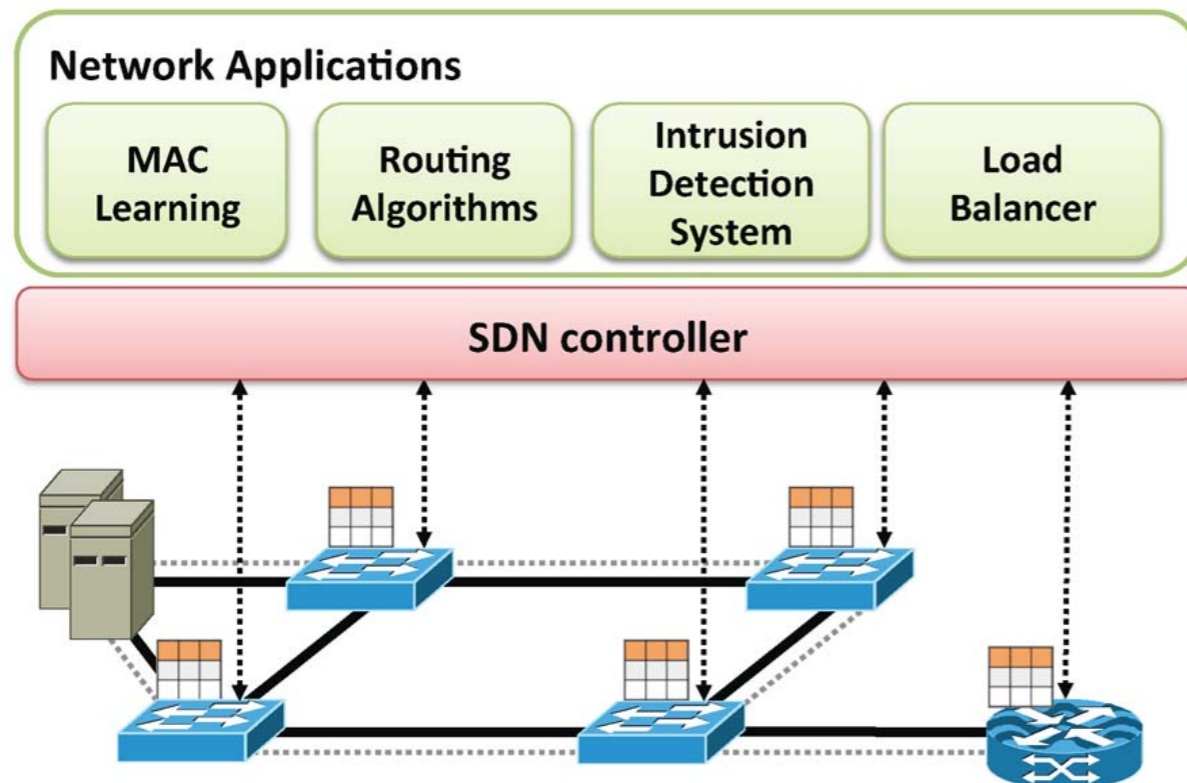 Network Applications
MAC
Learning
Routing
Algorithms
Intrusion
Detection
System
Load
Balancer
SDN controller